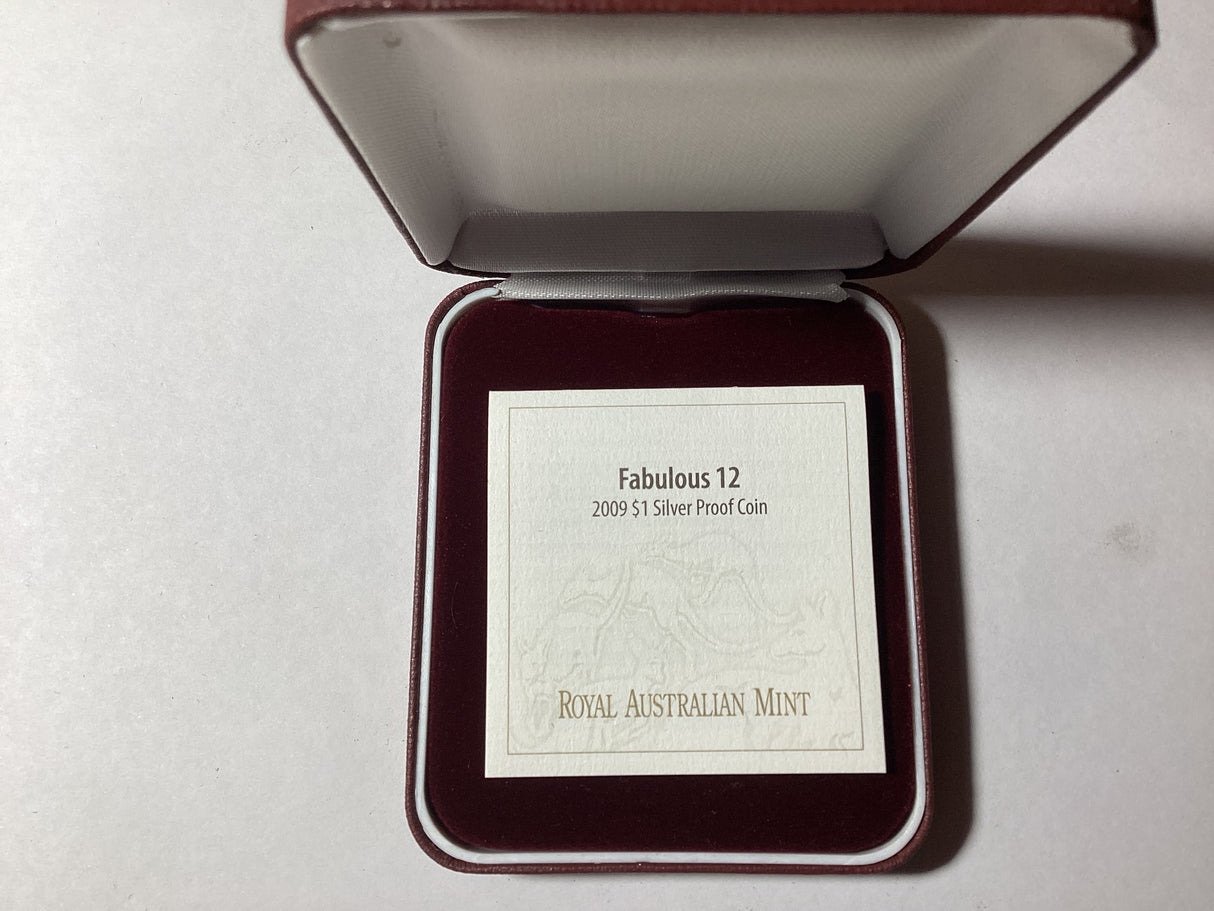 Fabulous 12
2009 $1 Silver Proof Coin
ROYAL AUSTRALIAN MINT